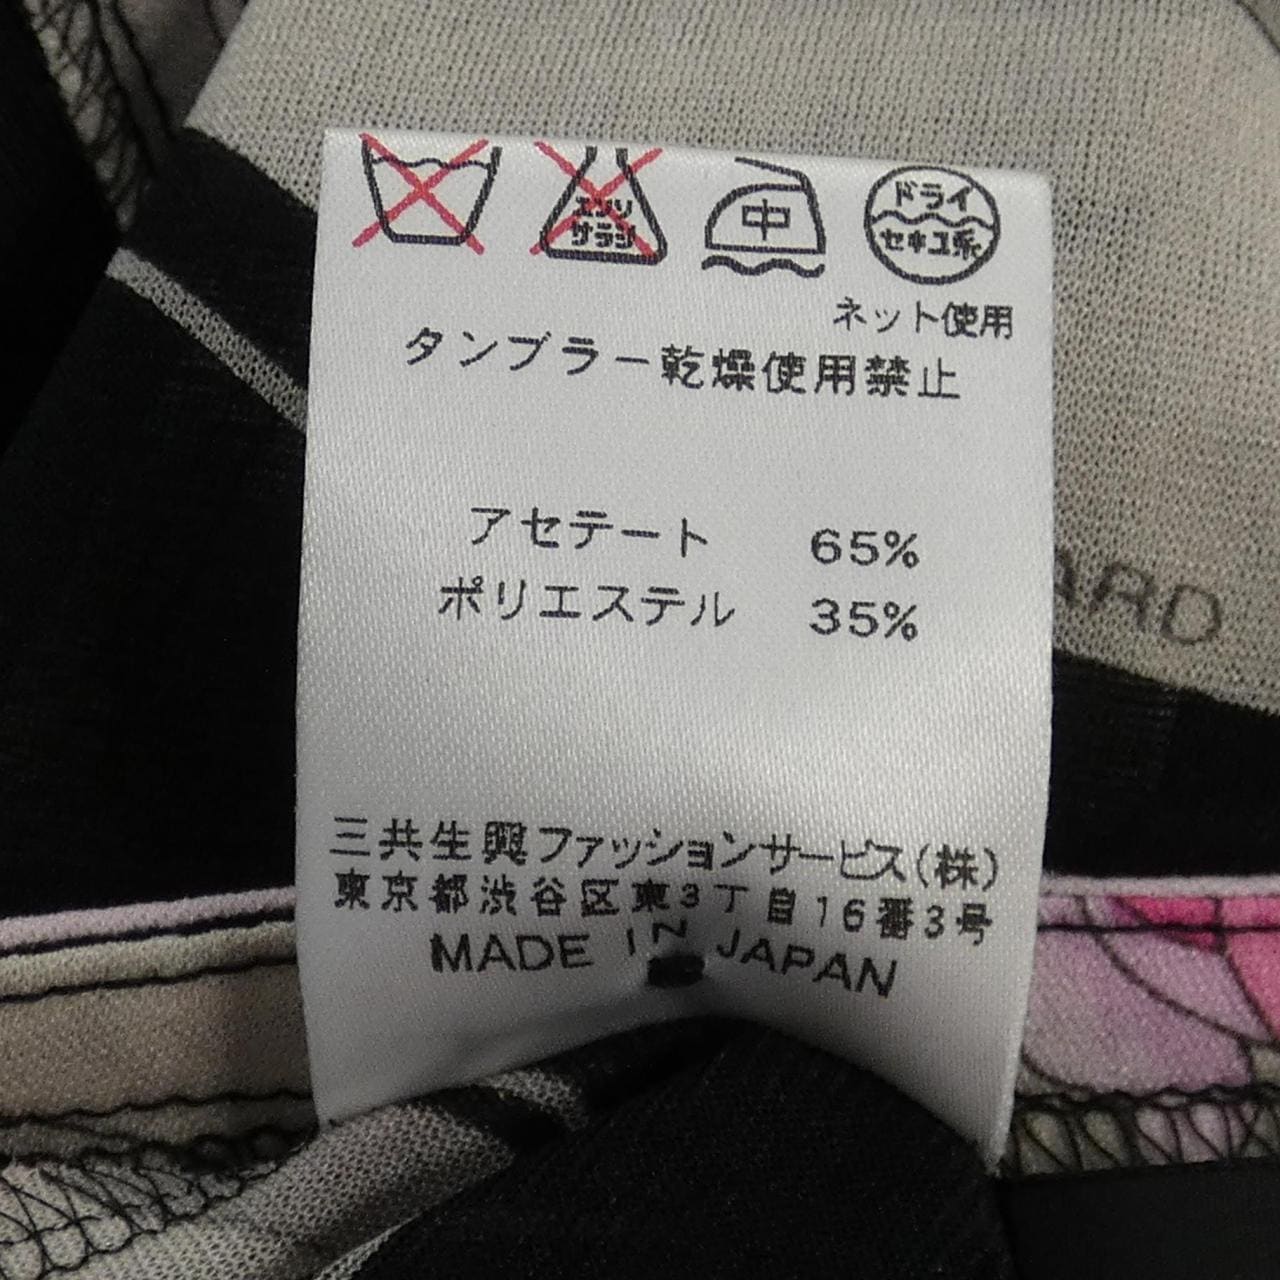 エンソ
サラシ
中
ドライ
セキユ系
ネット使用
タンブラー乾燥使用禁止
アセテート 65%
ポリエステル 35%
ARD
三共生興ファッションサービス(株)
東京都渋谷区東3丁目16番3号
MADE IN JAPAN